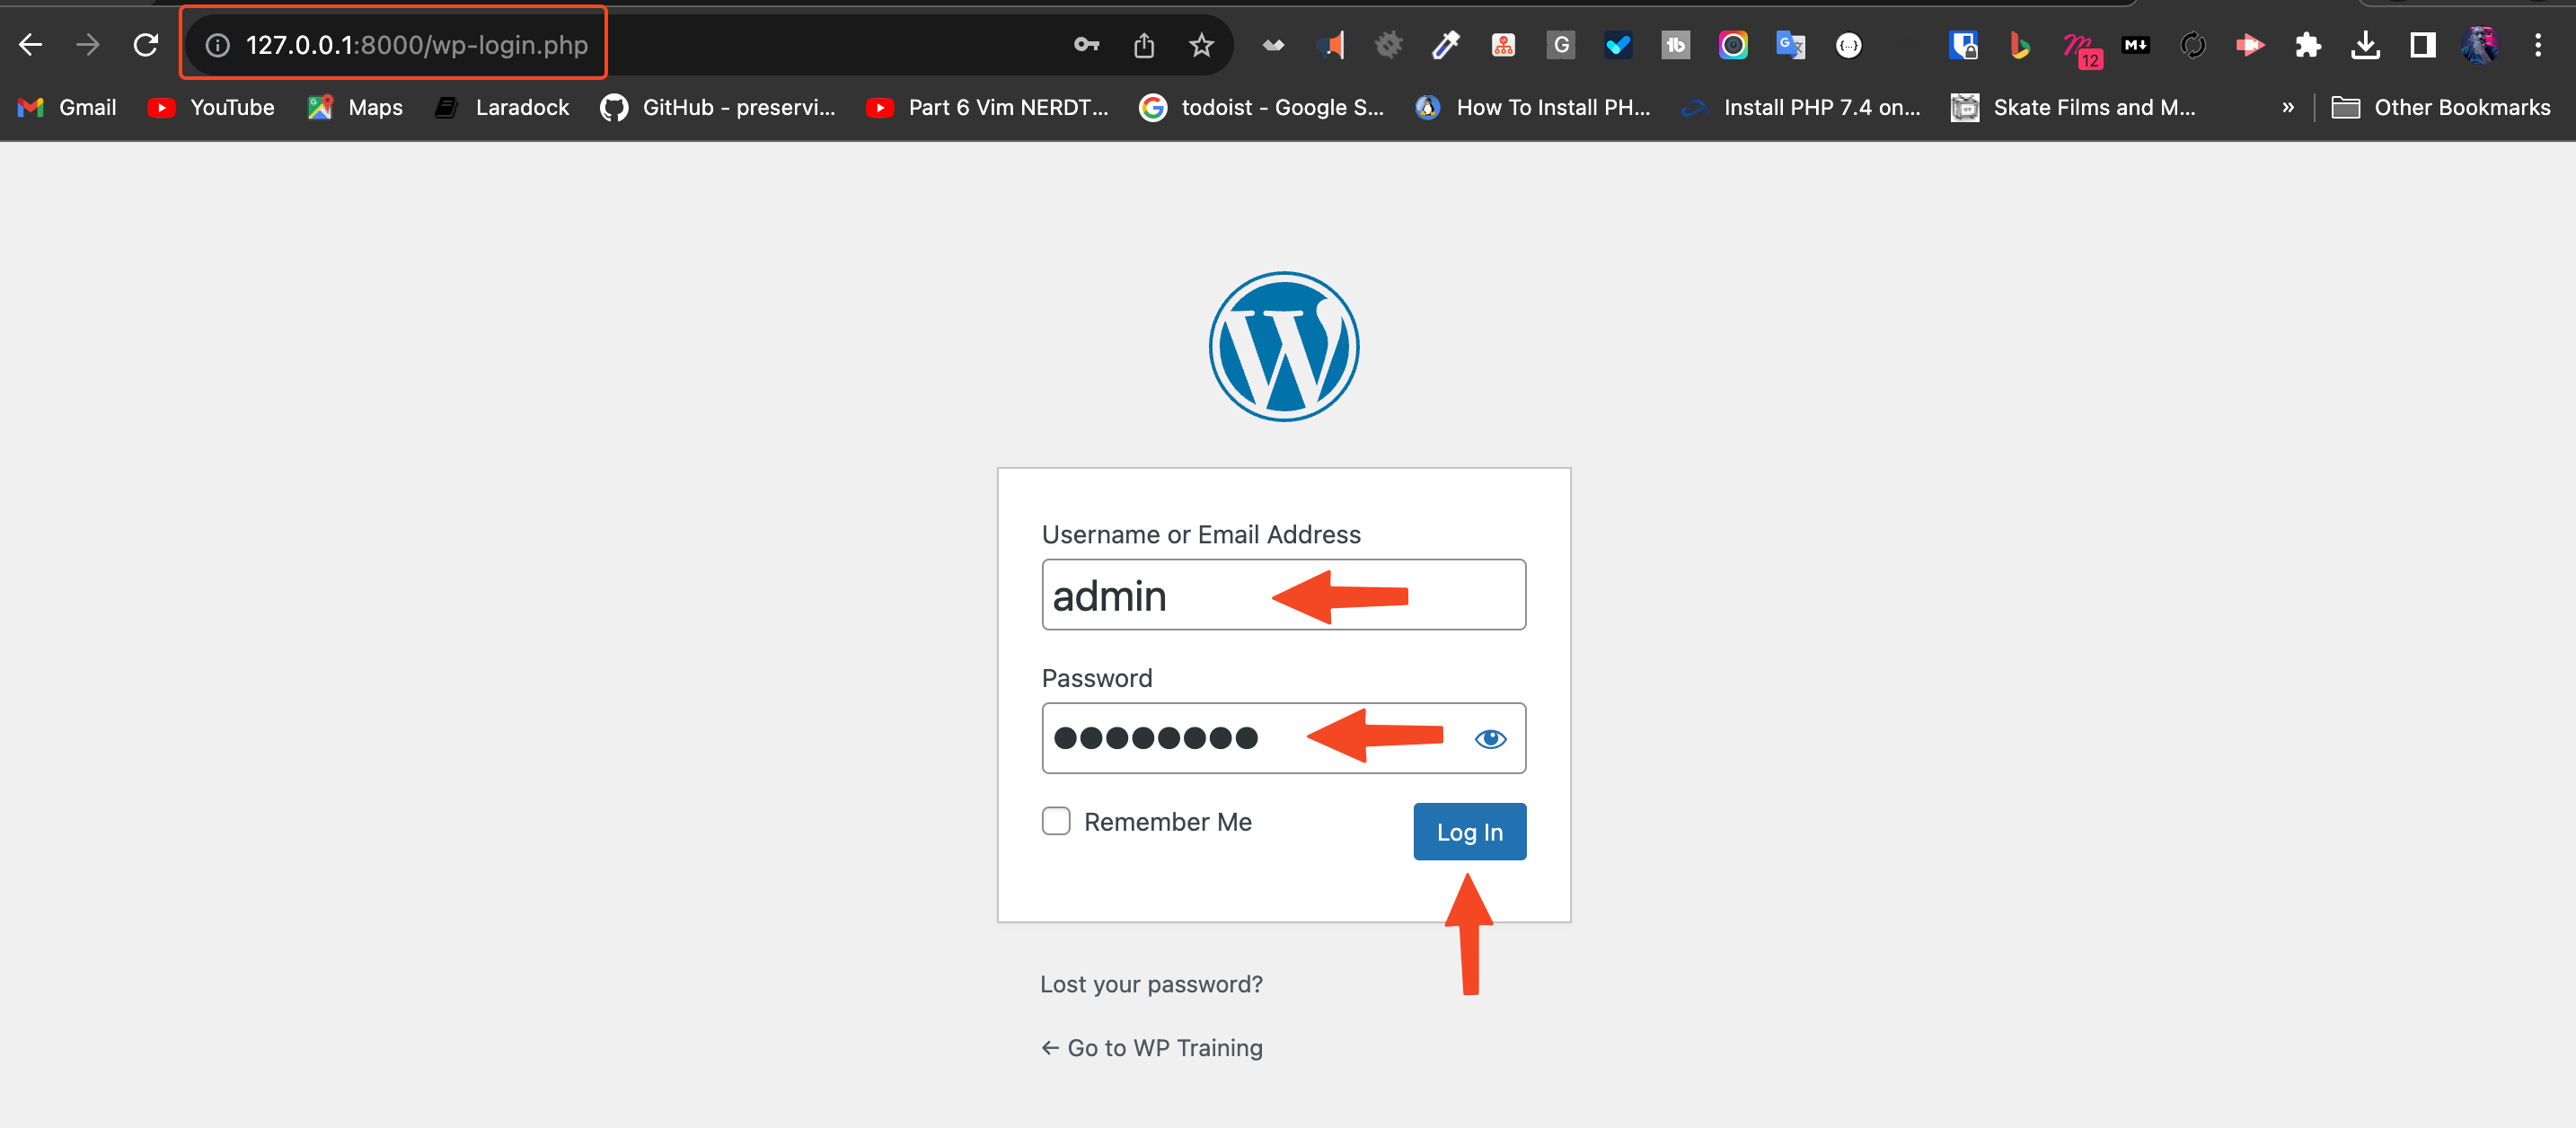 127.0.0.1:8000/wp-login.php
G
tb
G
{...}
b
12
M↓
Gmail YouTube Maps Laradock GitHub - preservi... Part 6 Vim NERDT... todoist - Google S... How To Install PH... Install PHP 7.4 on... Skate Films and M... » Other Bookmarks
W
Username or Email Address
admin
Password
Remember Me
Log In
Lost your password?
← Go to WP Training